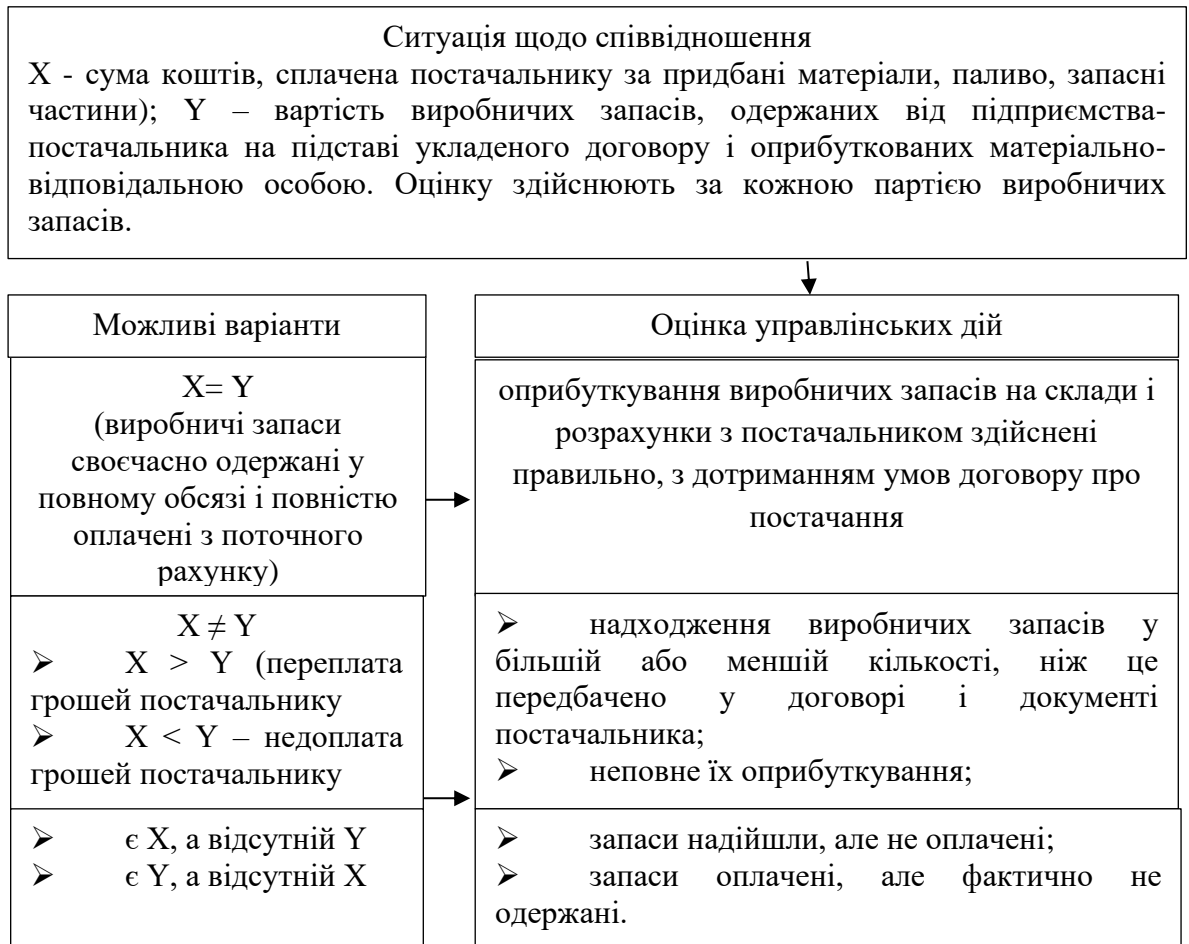 Ситуація щодо співвідношення
X - сума коштів, сплачена постачальнику за придбані матеріали, паливо, запасні
частини); Y – вартість виробничих запасів, одержаних від підприємства-
постачальника на підставі укладеного договору і оприбуткованих матеріально-
відповідальною особою. Оцінку здійснюють за кожною партією виробничих
запасів.
Можливі варіанти
Оцінка управлінських дій
X= Y
(виробничі запаси
своєчасно одержані у
повному обсязі і повністю
оплачені з поточного
рахунку)
оприбуткування виробничих запасів на склади і
розрахунки з постачальником здійснені
правильно, з дотриманням умов договору про
постачання
X ≠ Y
➢ X > Y (переплата
грошей постачальнику
➢ X < Y – недоплата
грошей постачальнику
➢ надходження виробничих запасів у
більшій або меншій кількості, ніж це
передбачено у договорі і документі
постачальника;
➢ неповне їх оприбуткування;
➢ є X, а відсутній Y
➢ є Y, а відсутній X
➢ запаси надійшли, але не оплачені;
➢ запаси оплачені, але фактично не
одержані.